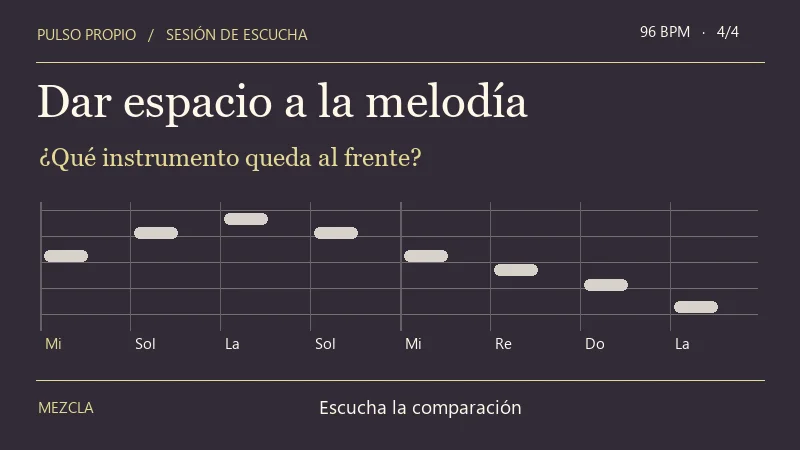 PULSO PROPIO / SESIÓN DE ESCUCHA
96 BPM · 4/4
Dar espacio a la melodía
¿Qué instrumento queda al frente?
Mi Sol La Sol Mi Re Do La
MEZCLA
Escucha la comparación